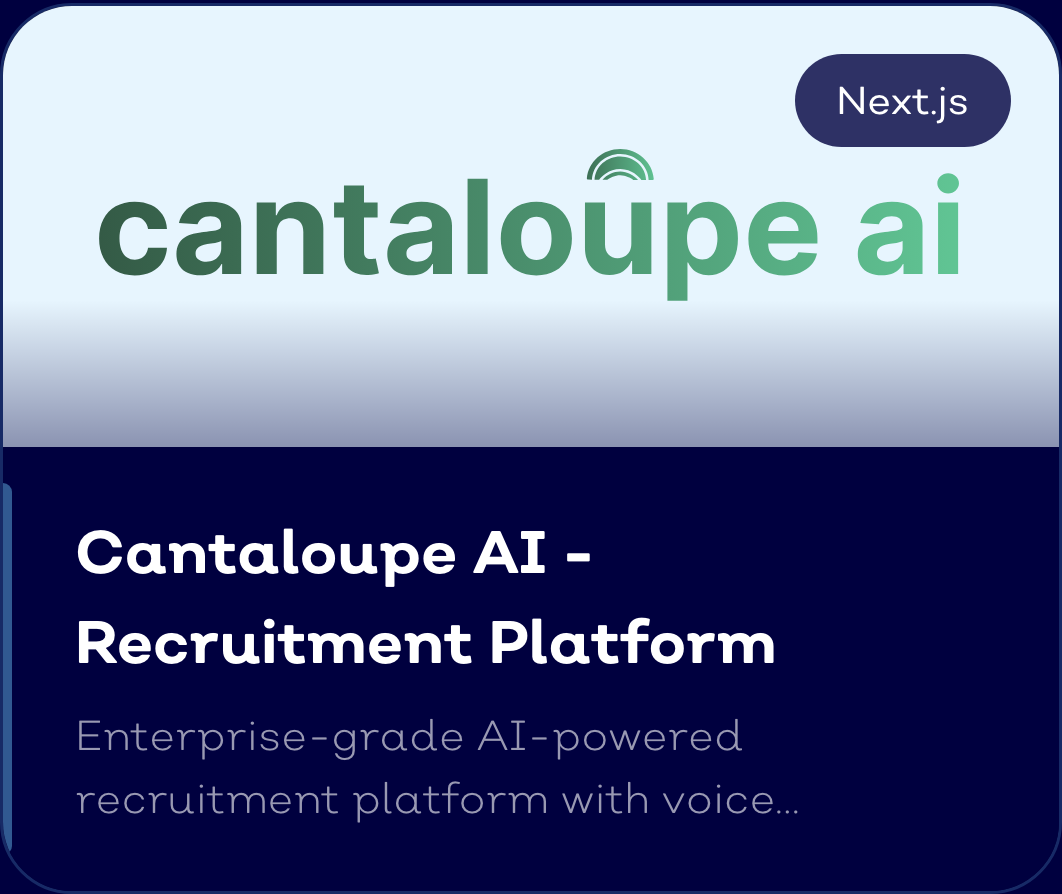 Next.js
cantaloupe ai
Cantaloupe AI -
Recruitment Platform
Enterprise-grade AI-powered
recruitment platform with voice...